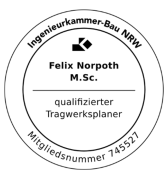 Ingenieurkammer-Bau NRW
Felix Norpoth
M.Sc.
qualifizierter
Tragwerksplaner
Mitgliedsnummer 745527